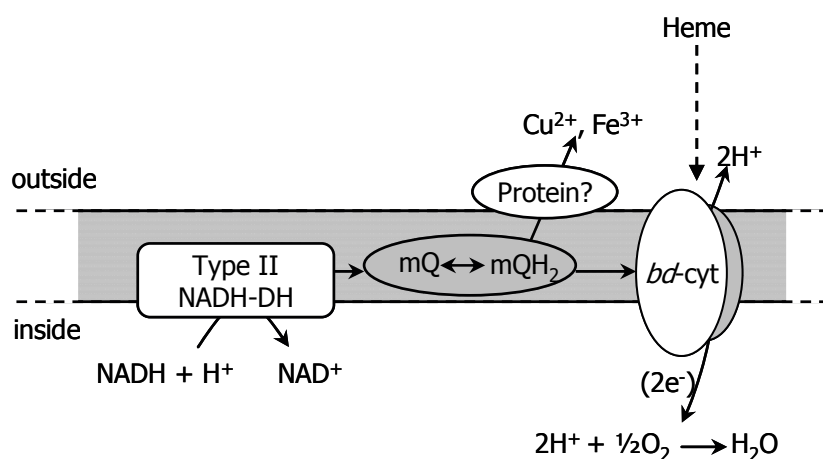 Heme
Cu²⁺, Fe³⁺
2H⁺
outside
Protein?
Type II
NADH-DH
mQ mQH₂
bd-cyt
inside
NADH + H⁺ NAD⁺
(2e⁻)
2H⁺ + ½O₂ → H₂O